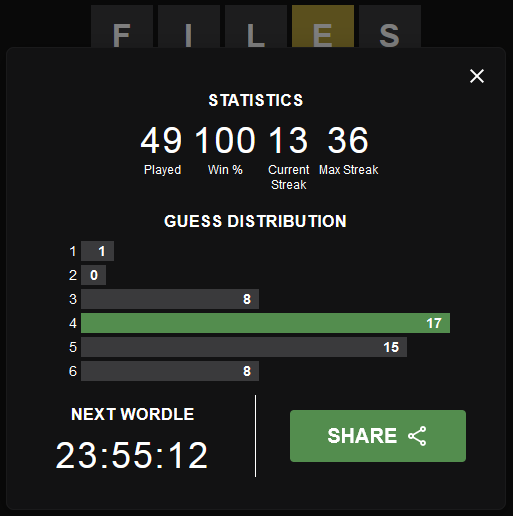 F I L E S
STATISTICS
49 100 13 36
Played Win % Current Streak Max Streak
GUESS DISTRIBUTION
1 1
2 0
3 8
4 17
5 15
6 8
NEXT WORDLE
23:55:12
SHARE